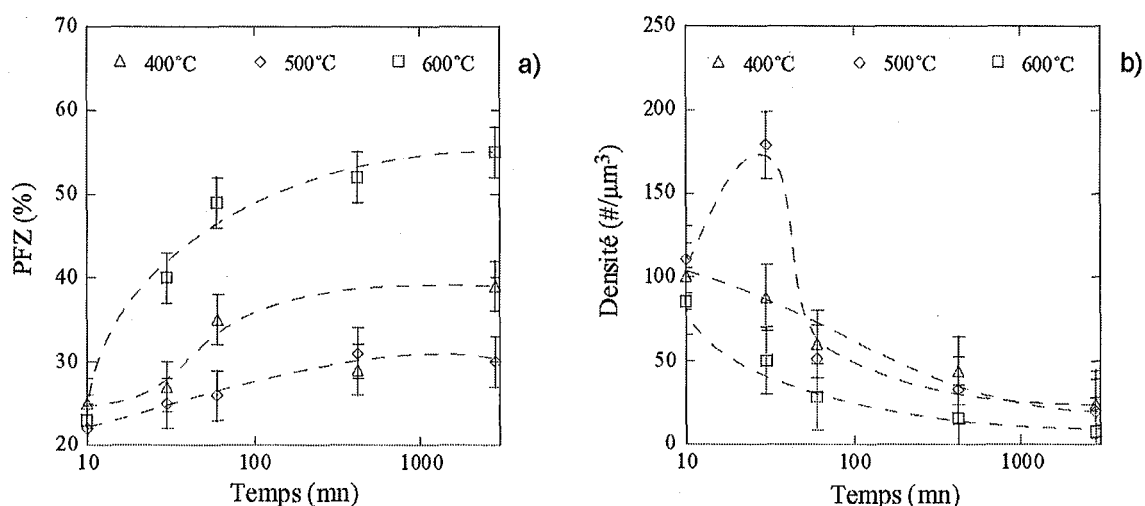 70
60
50
40
30
20
PFZ (%)
△ 400°C ◇ 500°C □ 600°C
a)
10 100 1000
Temps (mn)
250
200
150
100
50
0
Densité (#/μm³)
△ 400°C ◇ 500°C □ 600°C
b)
10 100 1000
Temps (mn)